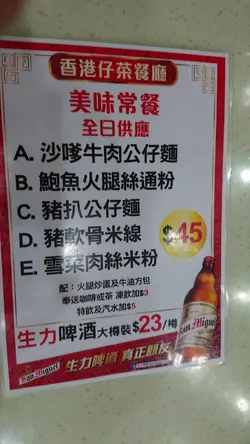 香港仔茶餐廳
美味常餐
全日供應
A. 沙嗲牛肉公仔麵
B. 鮑魚火腿絲通粉
C. 豬扒公仔麵
D. 豬軟骨米線
E. 雪菜肉絲米粉
$45
配：火腿炒蛋及牛油方包
奉送咖啡或茶 凍飲加$3
特飲及汽水加$5
生力啤酒大樽裝$23/樽
San Miguel
生力啤酒 真正朋友
San Miguel